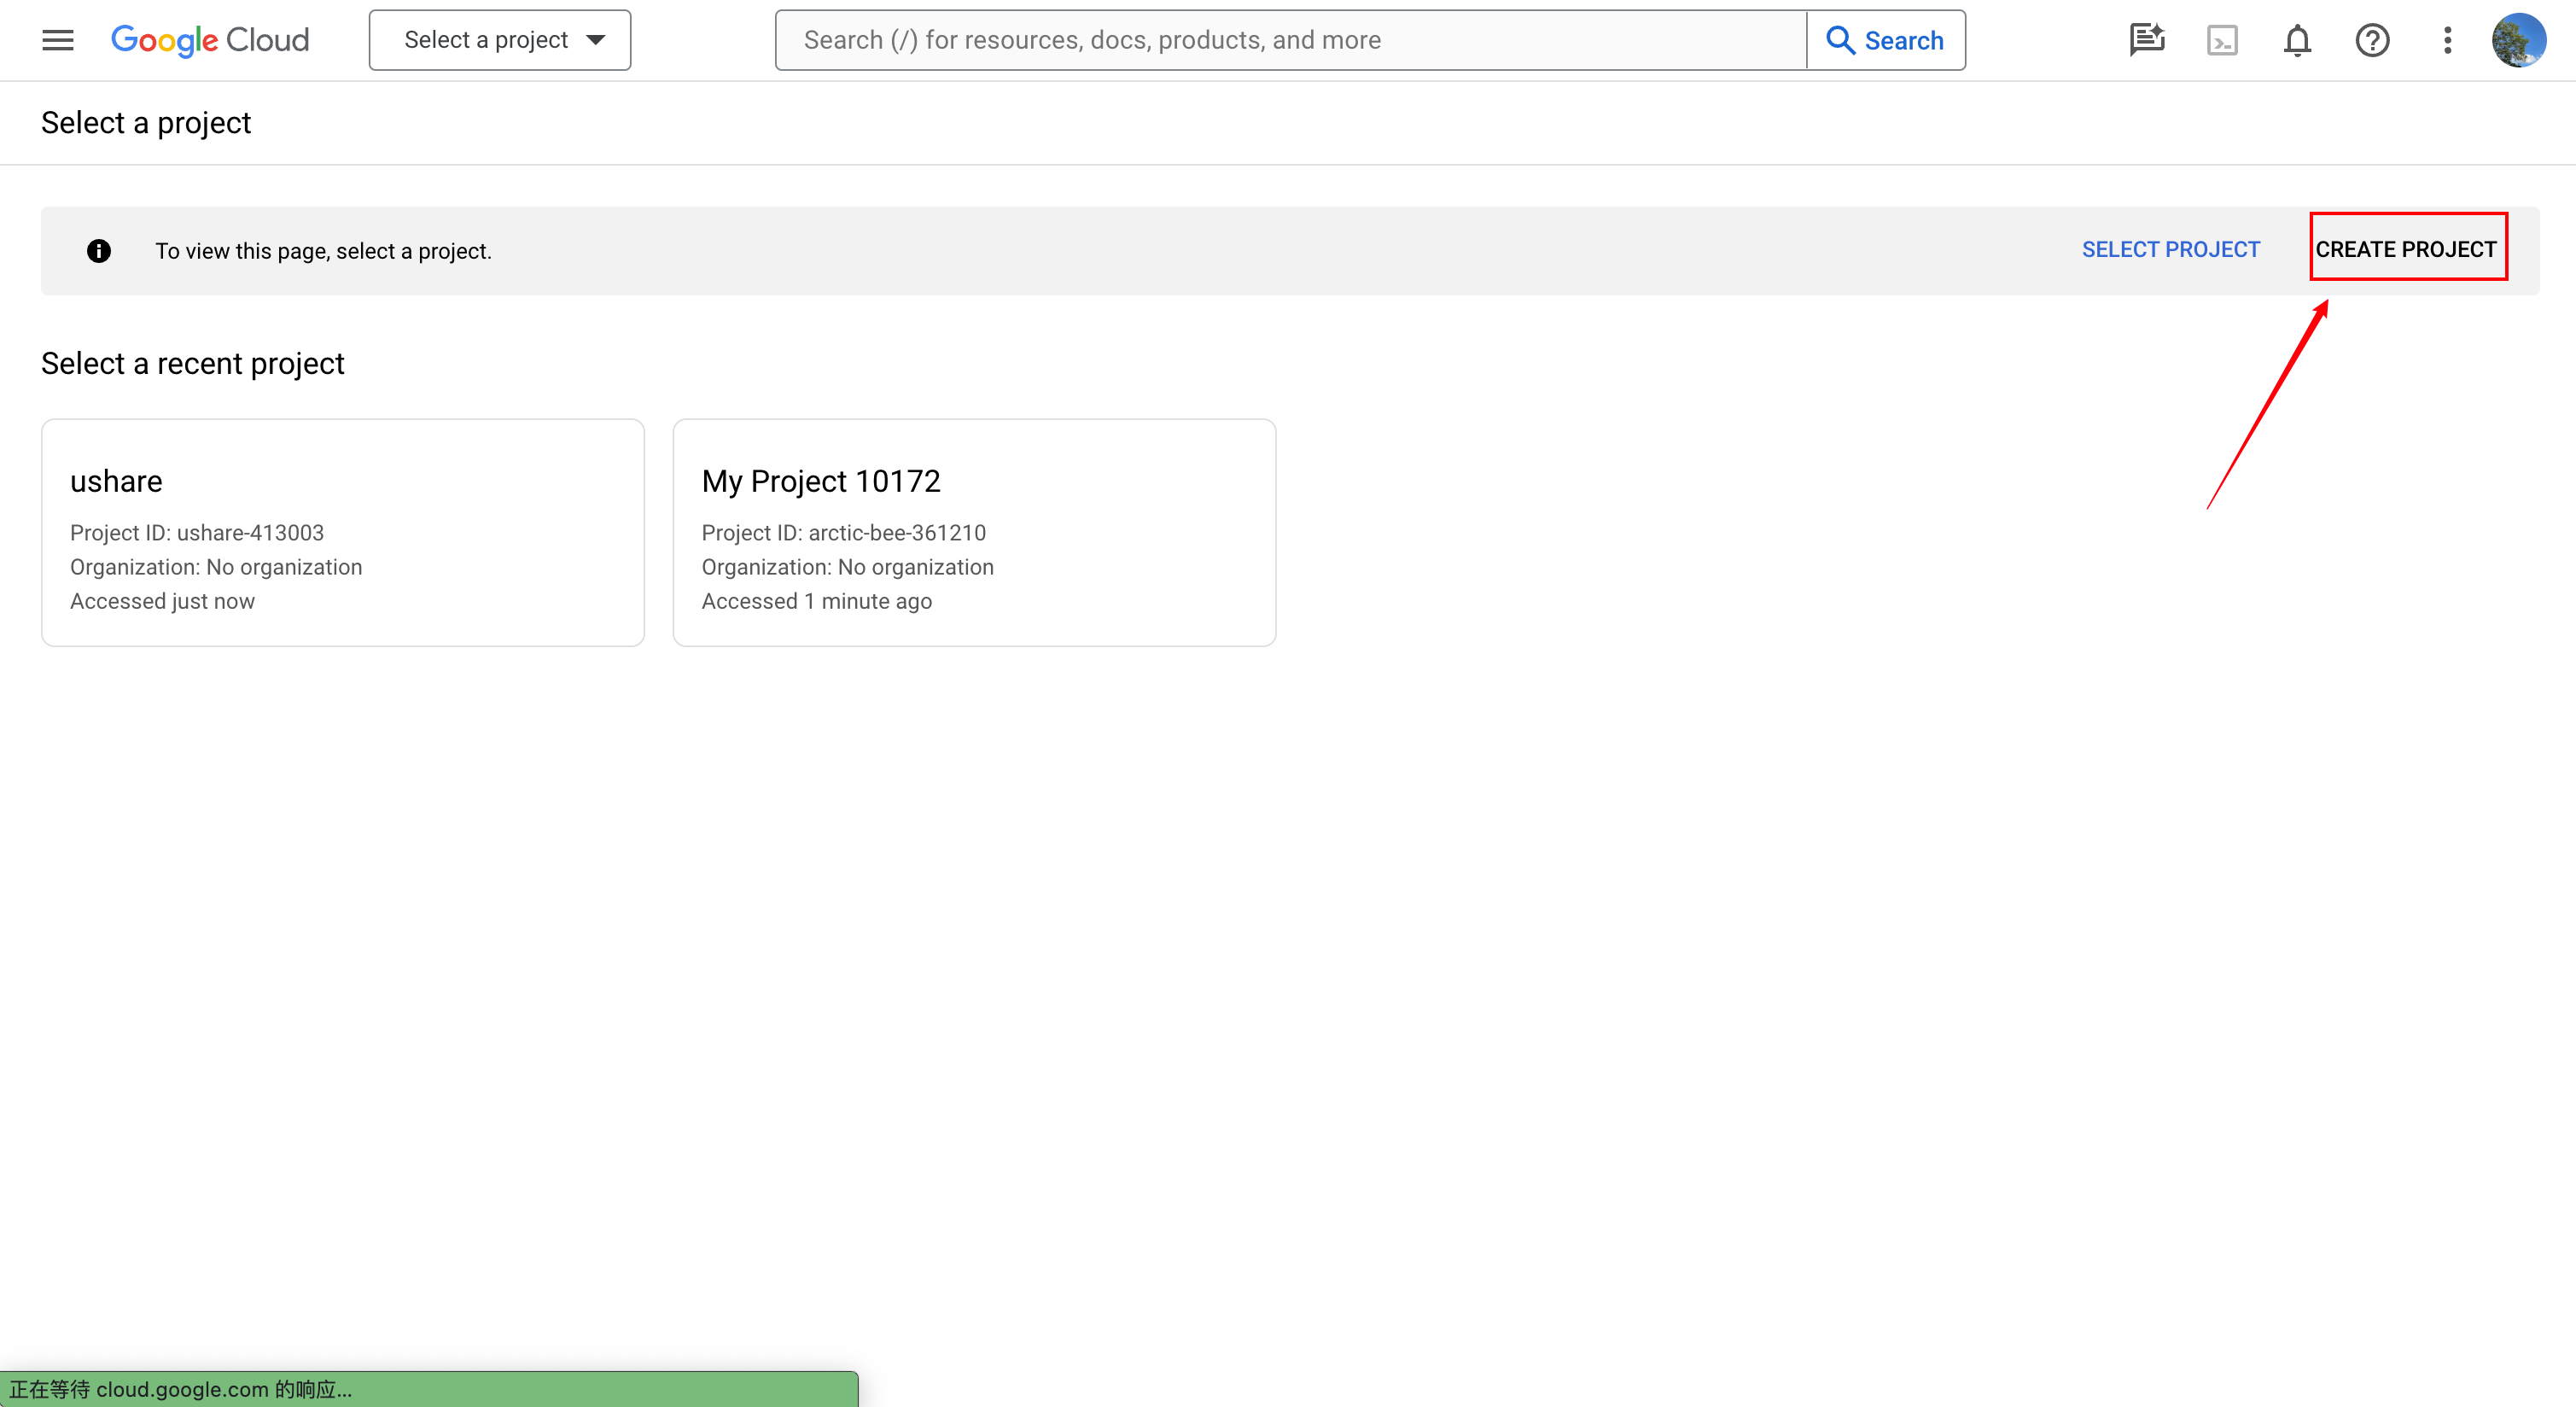 Google Cloud
Select a project
Search (/) for resources, docs, products, and more
Search
Select a project
To view this page, select a project.
SELECT PROJECT
CREATE PROJECT
Select a recent project
ushare
Project ID: ushare-413003
Organization: No organization
Accessed just now
My Project 10172
Project ID: arctic-bee-361210
Organization: No organization
Accessed 1 minute ago
正在等待 cloud.google.com 的响应...